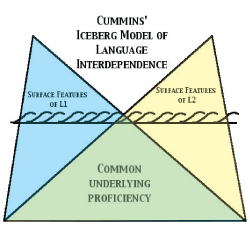 Cummins'
Iceberg Model of
Language
Interdependence
Surface Features
of L1
Surface Features
of L2
Common
underlying
proficiency